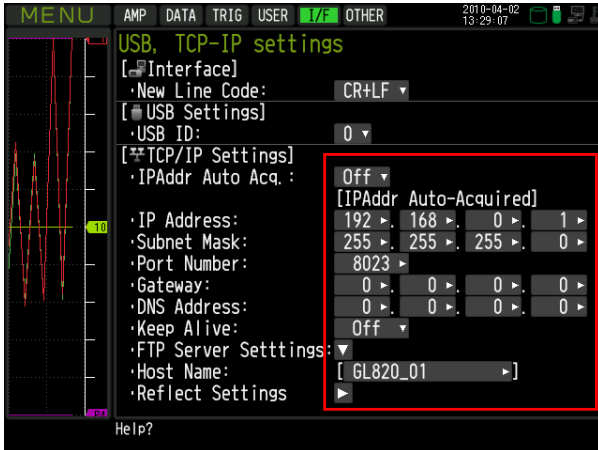 MENU AMP DATA TRIG USER I/F OTHER 2010-04-02
13:29:07
USB, TCP-IP settings
[Interface]
・New Line Code: CR+LF
[USB Settings]
・USB ID: 0
[TCP/IP Settings]
・IPAddr Auto Acq.: Off
[IPAddr Auto-Acquired]
・IP Address: 192 . 168 . 0 . 1
・Subnet Mask: 255 . 255 . 255 . 0
10
・Port Number: 8023
・Gateway: 0 . 0 . 0 . 0
・DNS Address: 0 . 0 . 0 . 0
・Keep Alive: Off
・FTP Server Setttings:
・Host Name: [ GL820_01 ]
・Reflect Settings
Help?